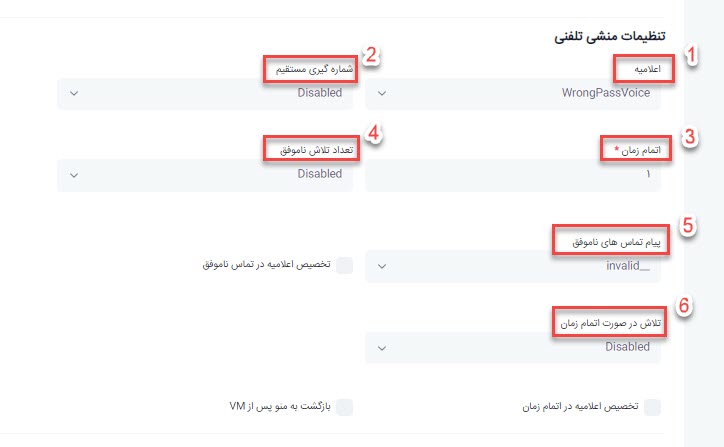 تنظیمات منشی تلفنی
1
اعلامیه
WrongPassVoice
2
شماره گیری مستقیم
Disabled
3
اتمام زمان *
۱
4
تعداد تلاش ناموفق
Disabled
5
پیام تماس های ناموفق
invalid__
تخصیص اعلامیه در تماس ناموفق
6
تلاش در صورت اتمام زمان
Disabled
تخصیص اعلامیه در اتمام زمان
بازگشت به منو پس از VM